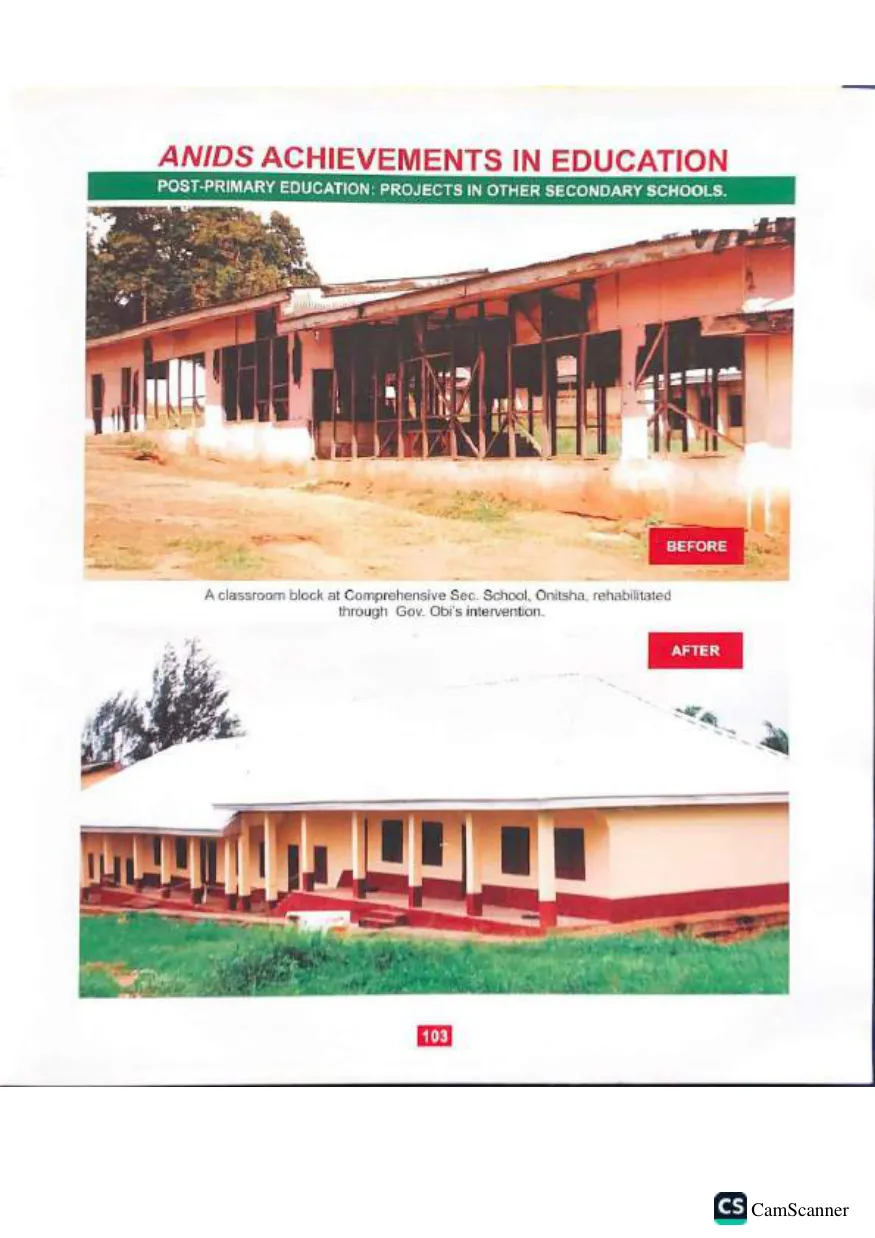 ANIDS ACHIEVEMENTS IN EDUCATION
POST-PRIMARY EDUCATION: PROJECTS IN OTHER SECONDARY SCHOOLS.
BEFORE
A classroom block at Comprehensive Sec. School, Onitsha, rehabilitated
through Gov. Obi's intervention.
AFTER
103
CS CamScanner